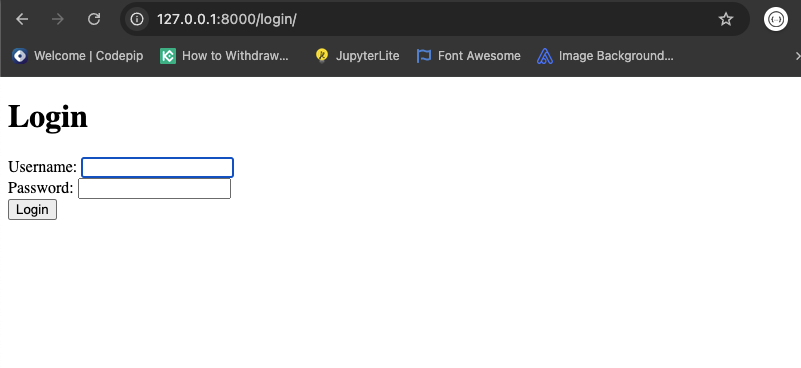 127.0.0.1:8000/login/
Welcome | Codepip How to Withdraw... JupyterLite Font Awesome Image Background...
Login
Username:
Password:
Login